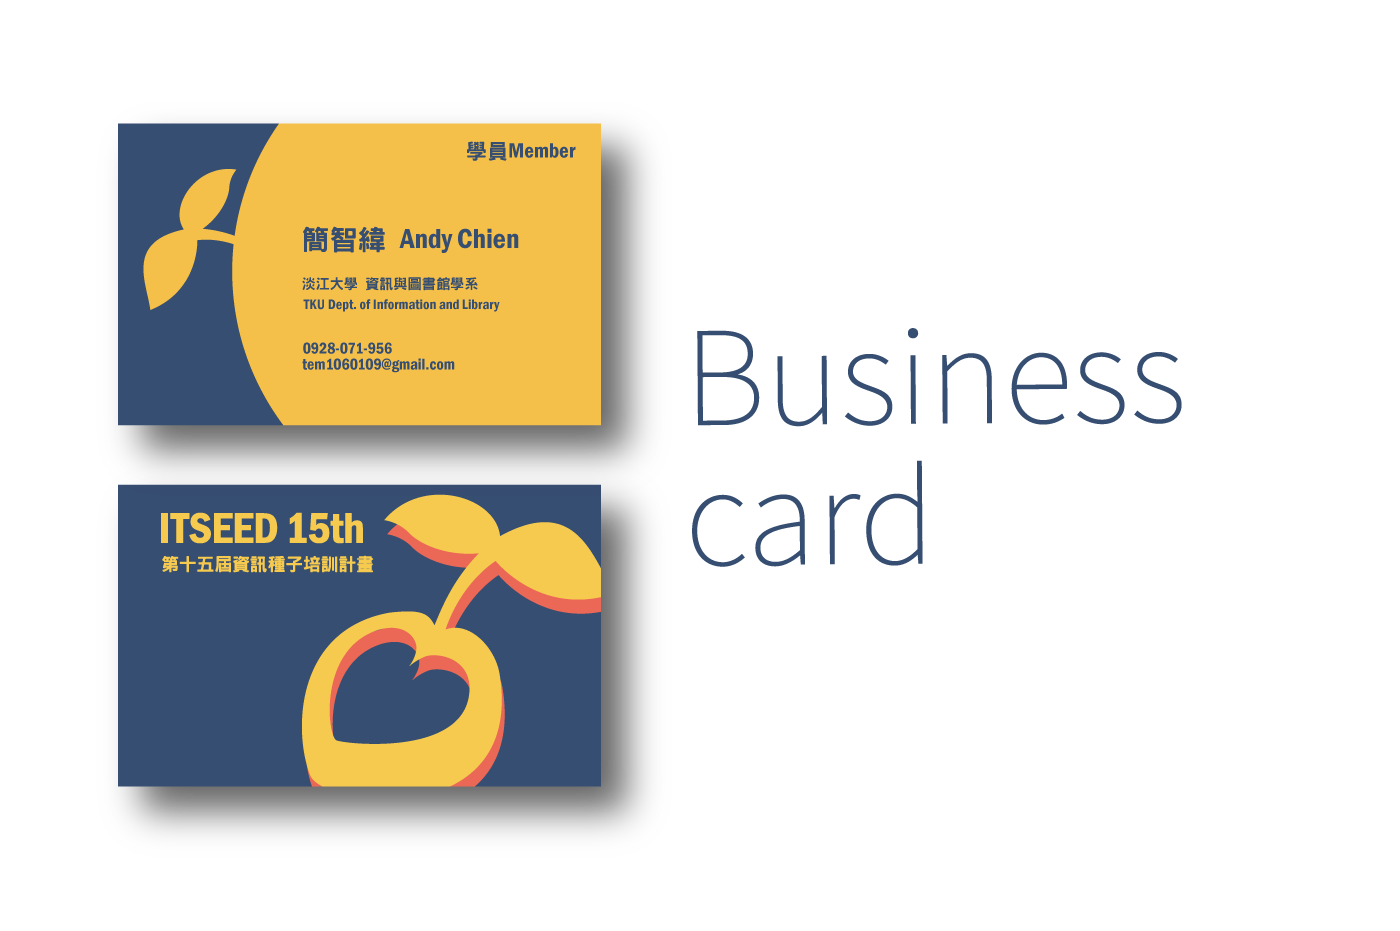 學員Member
簡智緯 Andy Chien
淡江大學 資訊與圖書館學系
TKU Dept. of Information and Library
0928-071-956
tem1060109@gmail.com
ITSEED 15th
第十五屆資訊種子培訓計畫
Business
card